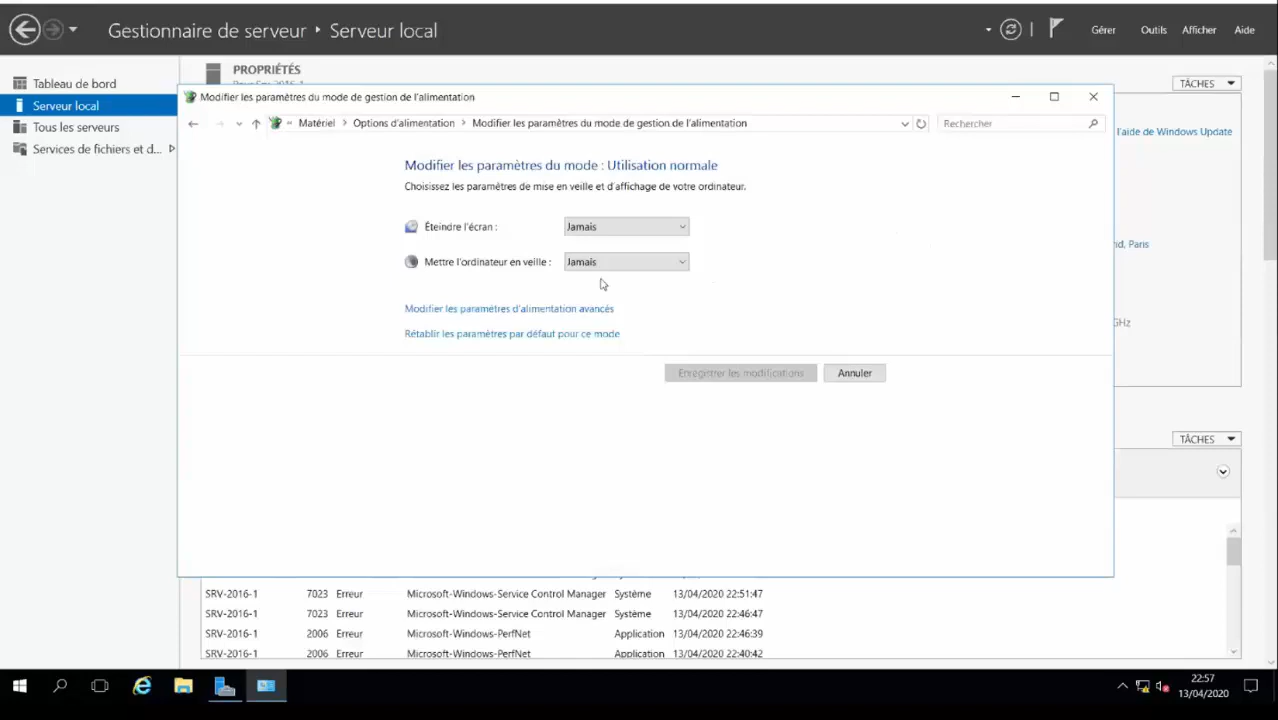 Gestionnaire de serveur ‣ Serveur local
Gérer Outils Afficher Aide
Tableau de bord
Serveur local
Tous les serveurs
Services de fichiers et d...
PROPRIÉTÉS
TÂCHES
Modifier les paramètres du mode de gestion de l'alimentation
« Matériel > Options d'alimentation > Modifier les paramètres du mode de gestion de l'alimentation
Rechercher
l'aide de Windows Update
Modifier les paramètres du mode : Utilisation normale
Choisissez les paramètres de mise en veille et d'affichage de votre ordinateur.
Éteindre l'écran : Jamais
Mettre l'ordinateur en veille : Jamais
Paris
Modifier les paramètres d'alimentation avancés
GHz
Rétablir les paramètres par défaut pour ce mode
Enregistrer les modifications Annuler
TÂCHES
SRV-2016-1 7023 Erreur Microsoft-Windows-Service Control Manager Système 13/04/2020 22:51:47
SRV-2016-1 7023 Erreur Microsoft-Windows-Service Control Manager Système 13/04/2020 22:46:47
SRV-2016-1 2006 Erreur Microsoft-Windows-PerfNet Application 13/04/2020 22:46:39
SRV-2016-1 2006 Erreur Microsoft-Windows-PerfNet Application 13/04/2020 22:40:42
22:57
13/04/2020